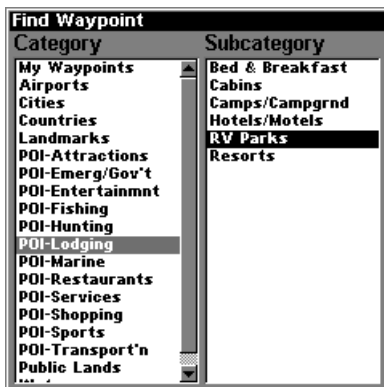 Find Waypoint
Category
My Waypoints
Airports
Cities
Countries
Landmarks
POI-Attractions
POI-Emerg/Gov't
POI-Entertainmnt
POI-Fishing
POI-Hunting
POI-Lodging
POI-Marine
POI-Restaurants
POI-Services
POI-Shopping
POI-Sports
POI-Transport'n
Public Lands
Subcategory
Bed & Breakfast
Cabins
Camps/Campgrnd
Hotels/Motels
RV Parks
Resorts